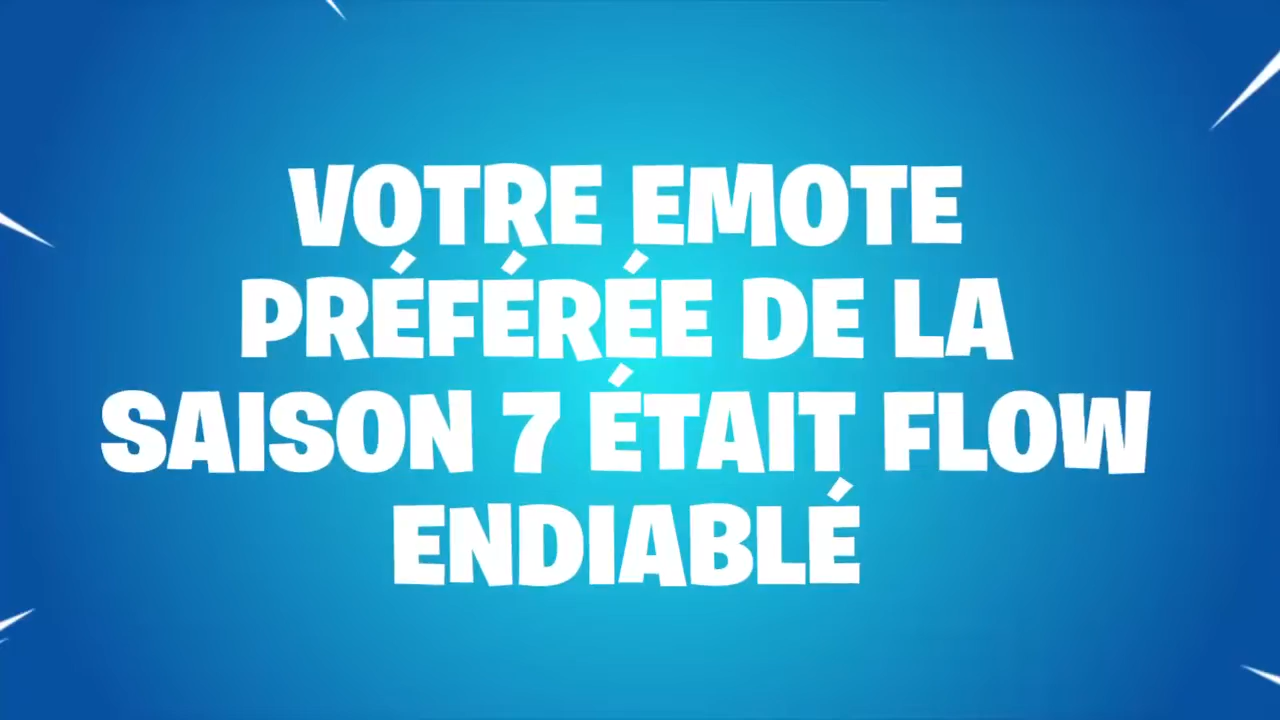 VOTRE EMOTE
PRÉFÉRÉE DE LA
SAISON 7 ÉTAIT FLOW
ENDIABLÉ